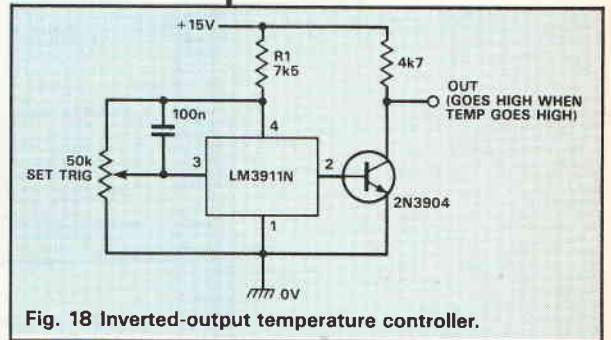 +15V
R1
7k5
4k7
OUT
(GOES HIGH WHEN
TEMP GOES HIGH)
100n
4
50k
SET TRIG
3
LM3911N
2
2N3904
1
0V
Fig. 18 Inverted-output temperature controller.